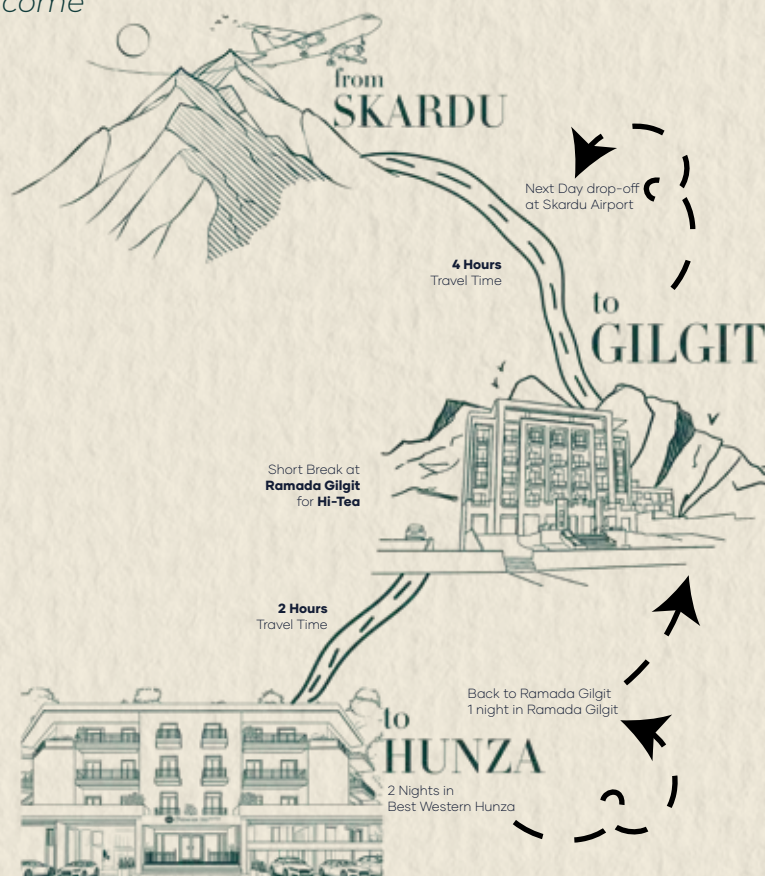 come
from
SKARDU
Next Day drop-off
at Skardu Airport
4 Hours
Travel Time
to
GILGIT
Short Break at
Ramada Gilgit
for Hi-Tea
2 Hours
Travel Time
Back to Ramada Gilgit
1 night in Ramada Gilgit
to
HUNZA
2 Nights in
Best Western Hunza